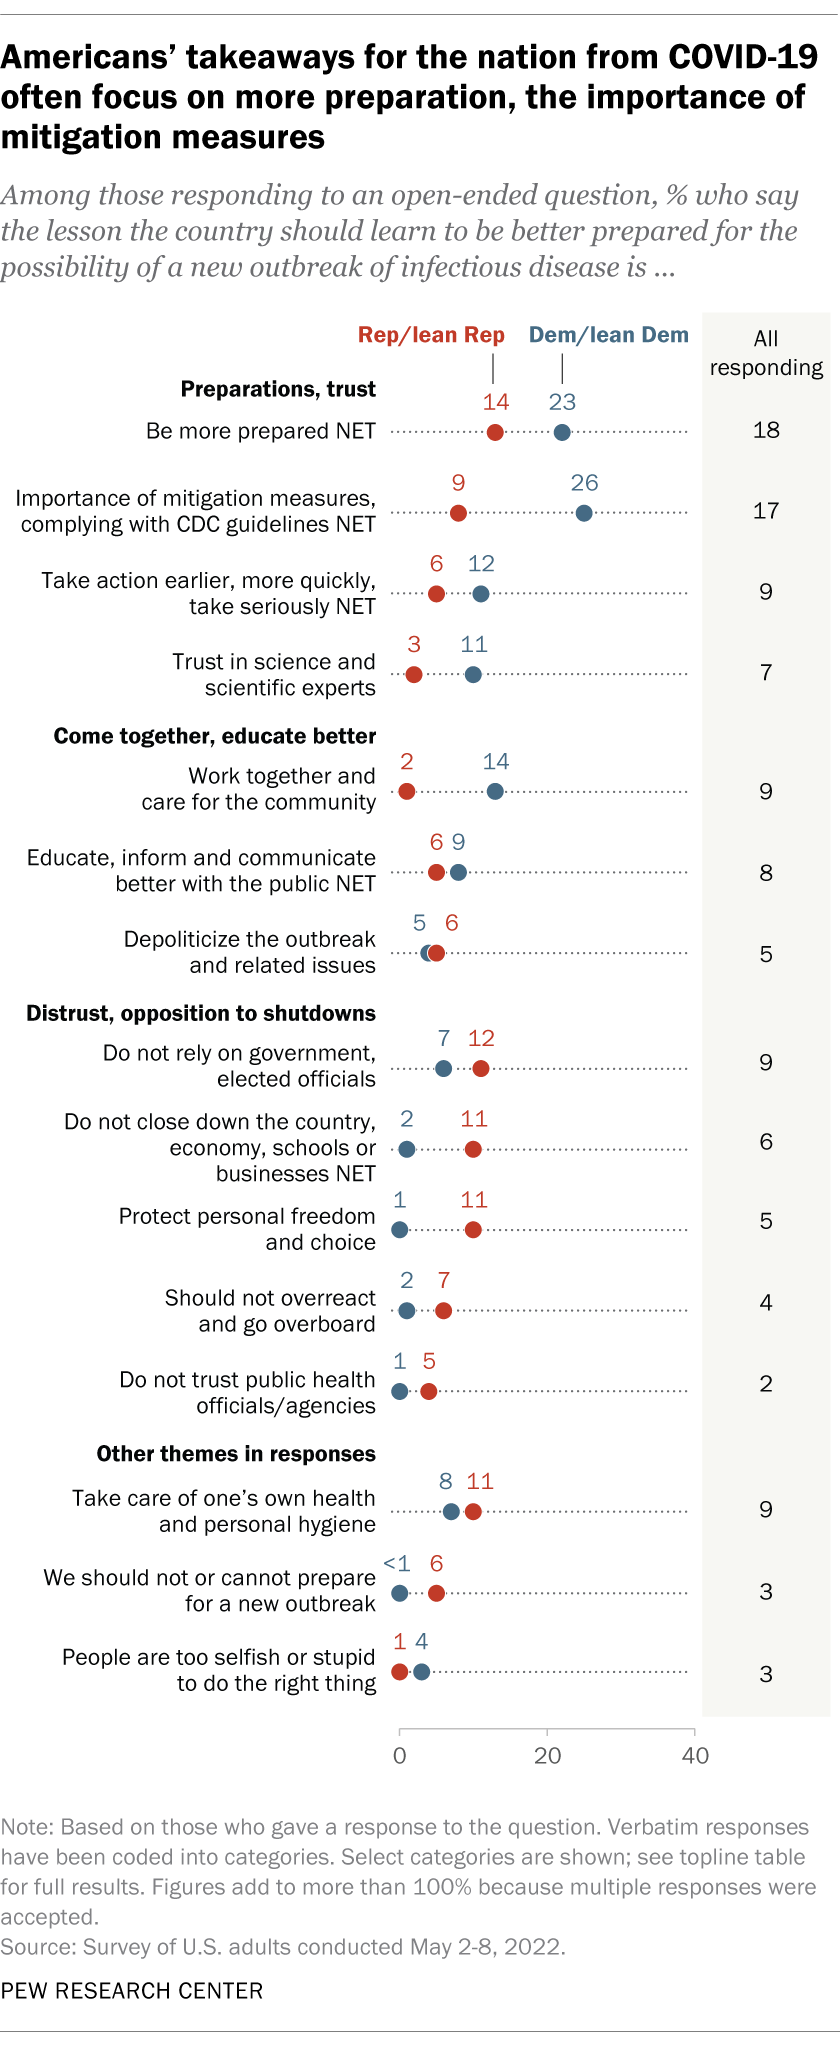 Americans’ takeaways for the nation from COVID-19
often focus on more preparation, the importance of
mitigation measures
Among those responding to an open-ended question, % who say
the lesson the country should learn to be better prepared for the
possibility of a new outbreak of infectious disease is ...
Rep/lean Rep Dem/lean Dem
All
responding
Preparations, trust
14 23
Be more prepared NET 18
9 26
Importance of mitigation measures,
complying with CDC guidelines NET
17
6 12
Take action earlier, more quickly,
take seriously NET
9
3 11
Trust in science and
scientific experts
7
Come together, educate better
2 14
Work together and
care for the community
9
6 9
Educate, inform and communicate
better with the public NET
8
5 6
Depoliticize the outbreak
and related issues
5
Distrust, opposition to shutdowns
7 12
Do not rely on government,
elected officials
9
2 11
Do not close down the country,
economy, schools or
businesses NET
6
1 11
Protect personal freedom
and choice
5
2 7
Should not overreact
and go overboard
4
1 5
Do not trust public health
officials/agencies
2
Other themes in responses
8 11
Take care of one’s own health
and personal hygiene
9
<1 6
We should not or cannot prepare
for a new outbreak
3
1 4
People are too selfish or stupid
to do the right thing
3
0 20 40
Note: Based on those who gave a response to the question. Verbatim responses
have been coded into categories. Select categories are shown; see topline table
for full results. Figures add to more than 100% because multiple responses were
accepted.
Source: Survey of U.S. adults conducted May 2-8, 2022.
PEW RESEARCH CENTER